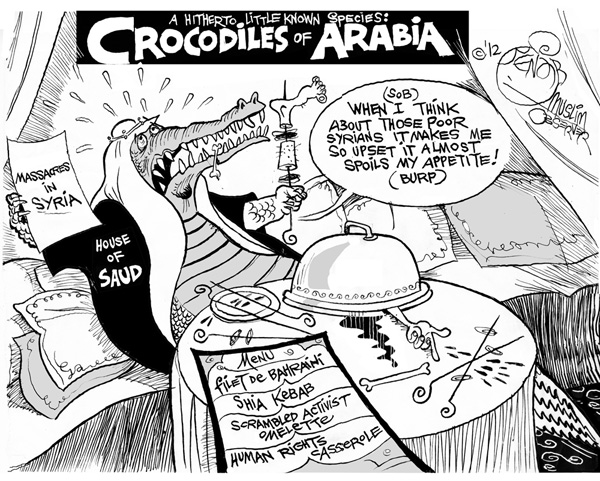 A HITHERTO LITTLE KNOWN SPECIES:
CROCODILES OF ARABIA
©'12
MUSLIM
OBSERVER
(SOB)
WHEN I THINK
ABOUT THOSE POOR
SYRIANS IT MAKES ME
SO UPSET IT ALMOST
SPOILS MY APPETITE!
(BURP)
MASSACRES
IN
SYRIA
HOUSE
OF
SAUD
MENU
FILET DE BAHRAINI
SHIA KEBAB
SCRAMBLED ACTIVIST
OMELETTE
HUMAN RIGHTS
CASSEROLE